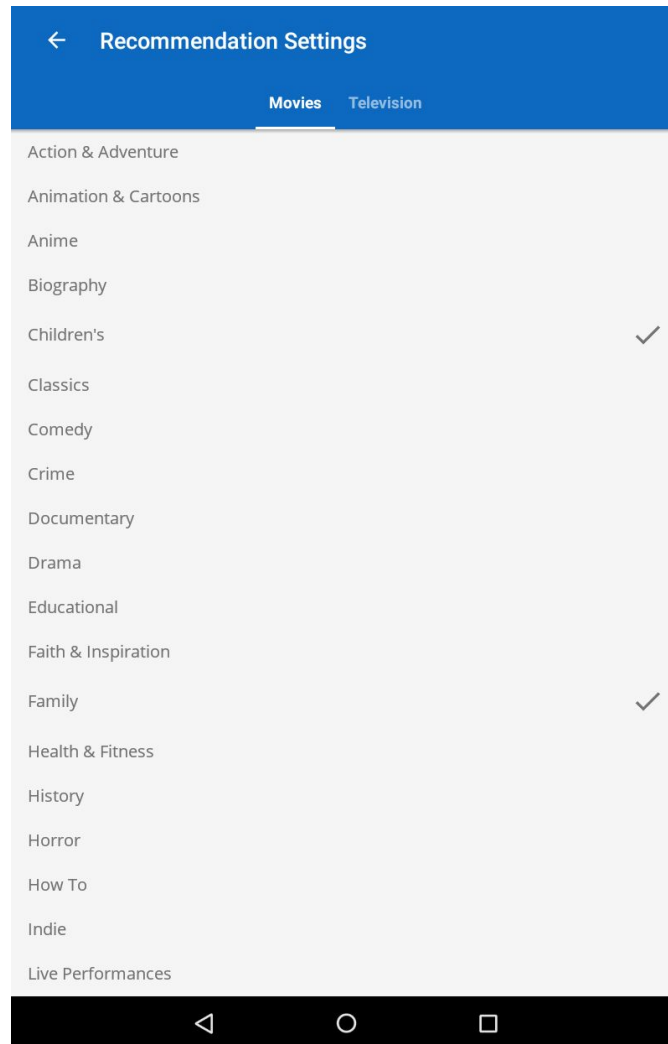 Recommendation Settings
Movies Television
Action & Adventure
Animation & Cartoons
Anime
Biography
Children's
Classics
Comedy
Crime
Documentary
Drama
Educational
Faith & Inspiration
Family
Health & Fitness
History
Horror
How To
Indie
Live Performances